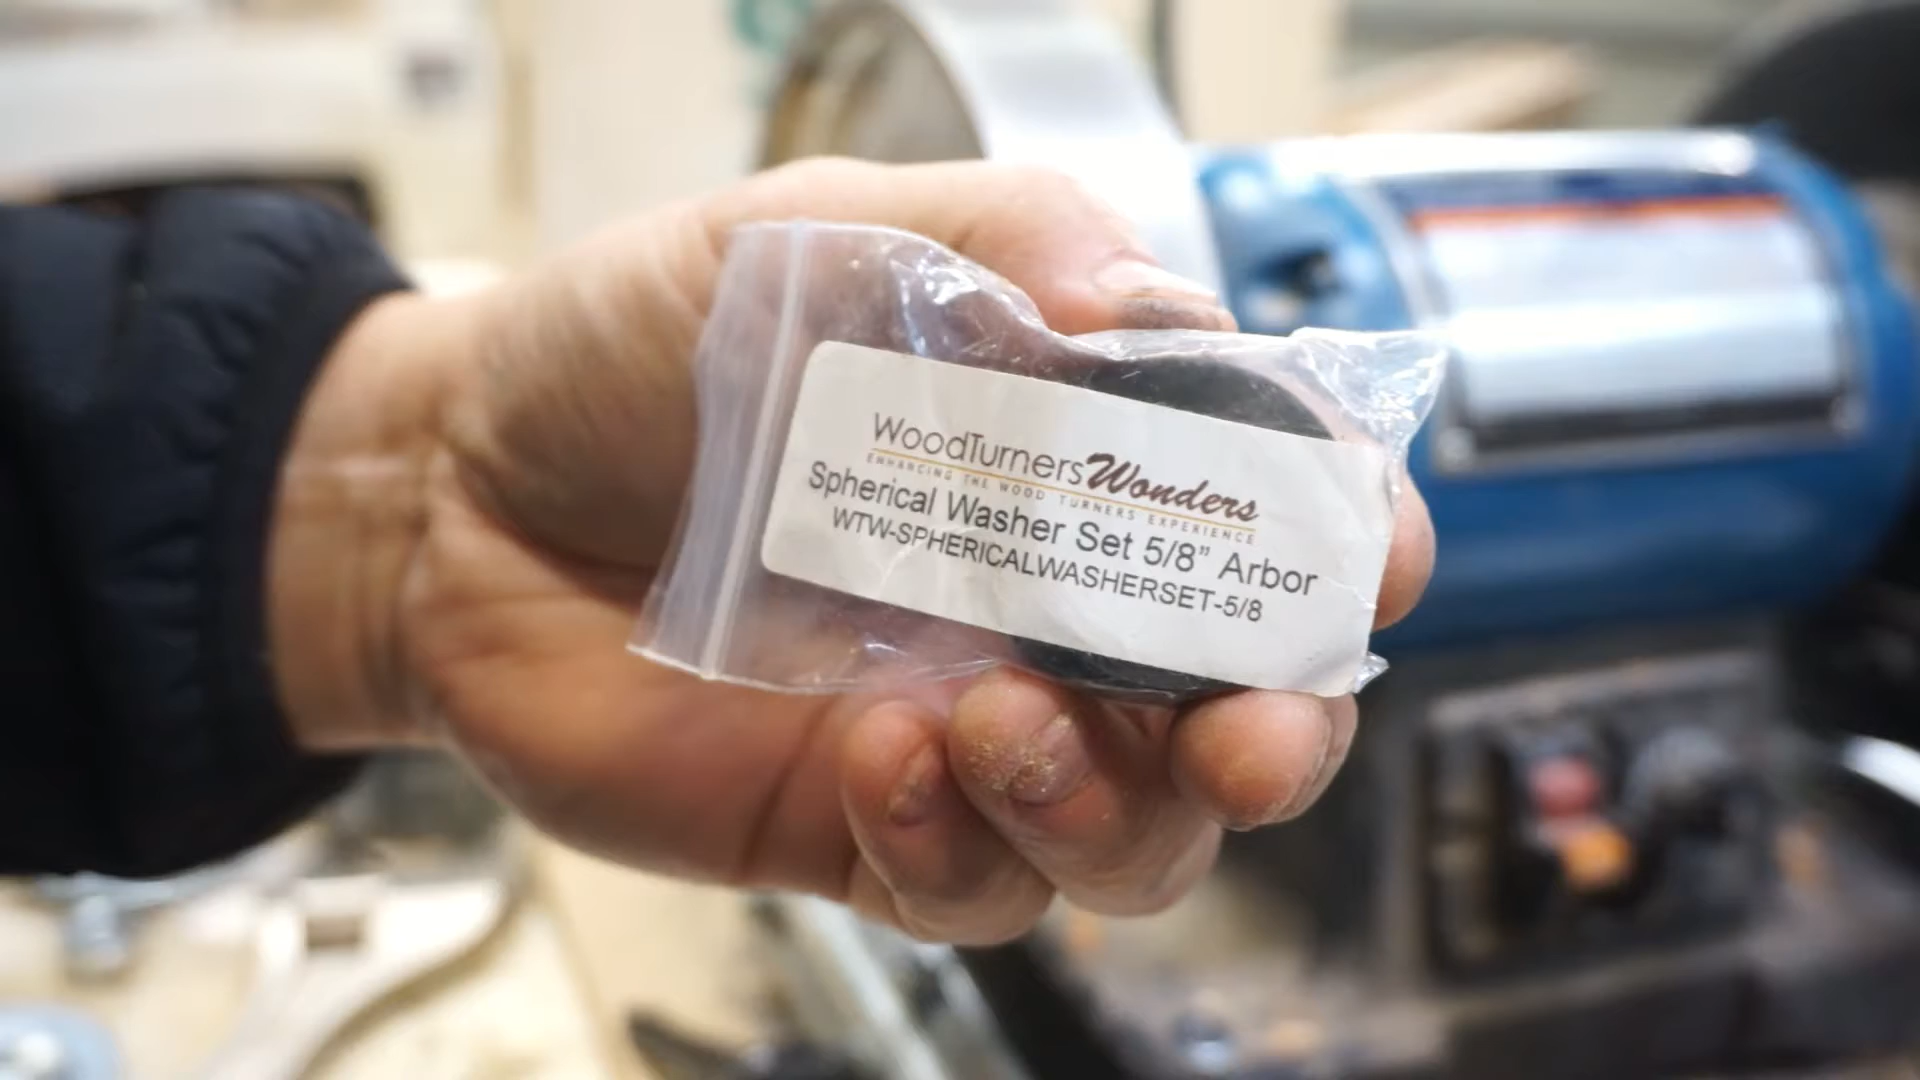 WoodTurnersWonders
ENHANCING THE WOOD TURNERS EXPERIENCE
Spherical Washer Set 5/8” Arbor
WTW-SPHERICALWASHERSET-5/8